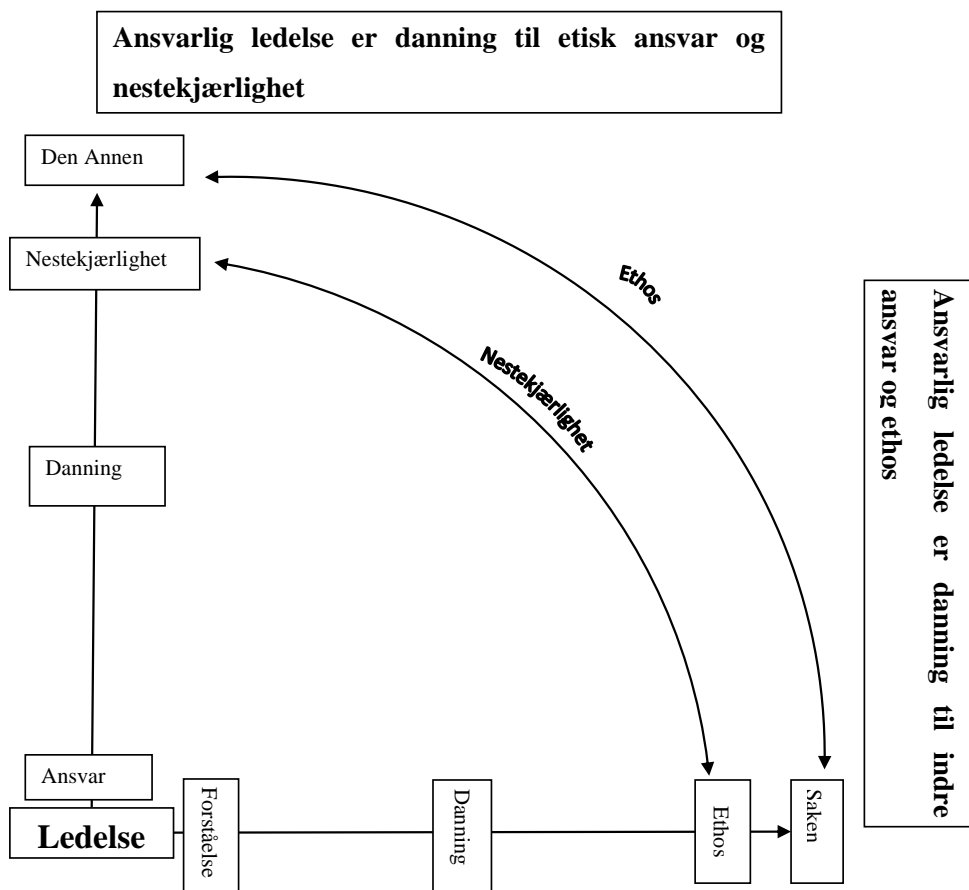 Ansvarlig ledelse er danning til etisk ansvar og
nestekjærlighet
Den Annen
Nestekjærlighet
Ethos
Nestekjærlighet
Ansvarlig ledelse er danning til indre
ansvar og ethos
Danning
Ansvar
Ledelse
Forståelse
Danning
Ethos
Saken